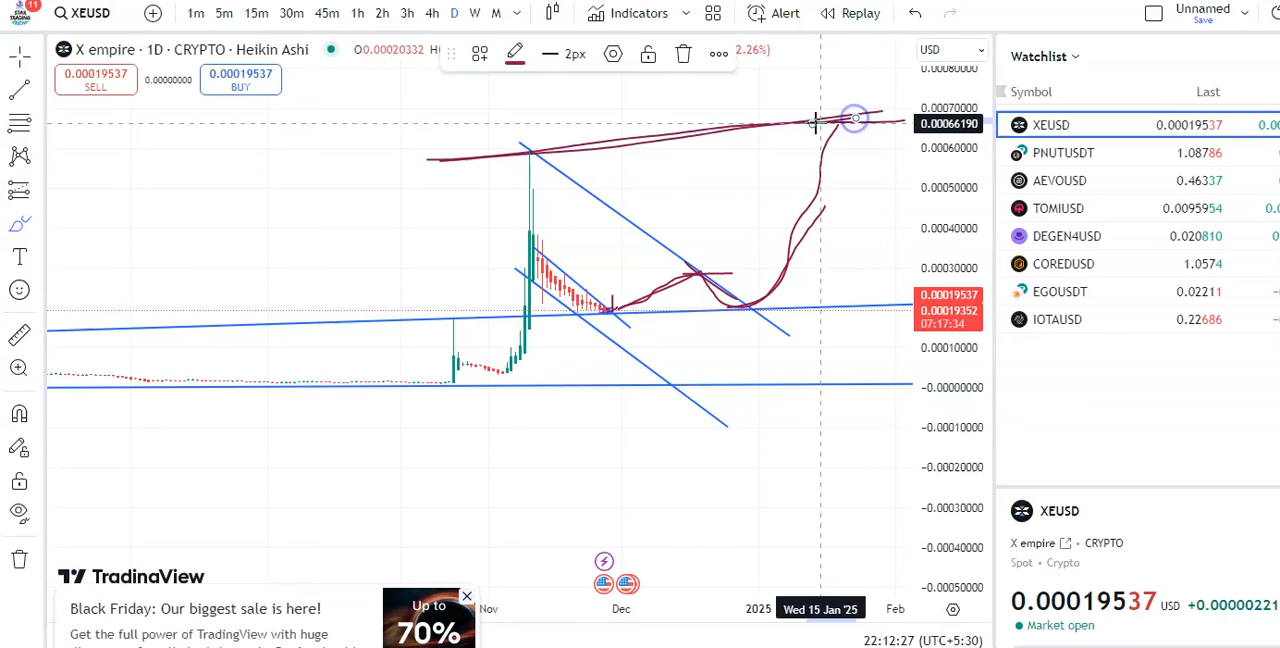 11
STAR TRADING TREND
XEUSD
1m 5m 15m 30m 45m 1h 2h 3h 4h D W M
Indicators
Alert
Replay
Unnamed
Save
X empire · 1D · CRYPTO · Heikin Ashi
O0.00020332
2.26%)
2px
USD
0.00019537
SELL
0.00000000
0.00019537
BUY
0.00080000
0.00070000
0.00066190
0.00060000
0.00050000
0.00040000
0.00030000
0.00019537
0.00019352
07:17:34
0.00010000
−0.00000000
−0.00010000
−0.00020000
−0.00030000
−0.00040000
−0.00050000
Nov
Dec
2025
Wed 15 Jan '25
Feb
22:12:27 (UTC+5:30)
TradingView
Black Friday: Our biggest sale is here!
Get the full power of TradingView with huge
Up to
70%
Watchlist
Symbol Last
XEUSD 0.00019537
PNUTUSDT 1.08786
AEVOUSD 0.46337
TOMIUSD 0.0095954
DEGEN4USD 0.020810
COREDUSD 1.0574
EGOUSDT 0.02211
IOTAUSD 0.22686
XEUSD
X empire · CRYPTO
Spot · Crypto
0.00019537 USD +0.00000221
Market open